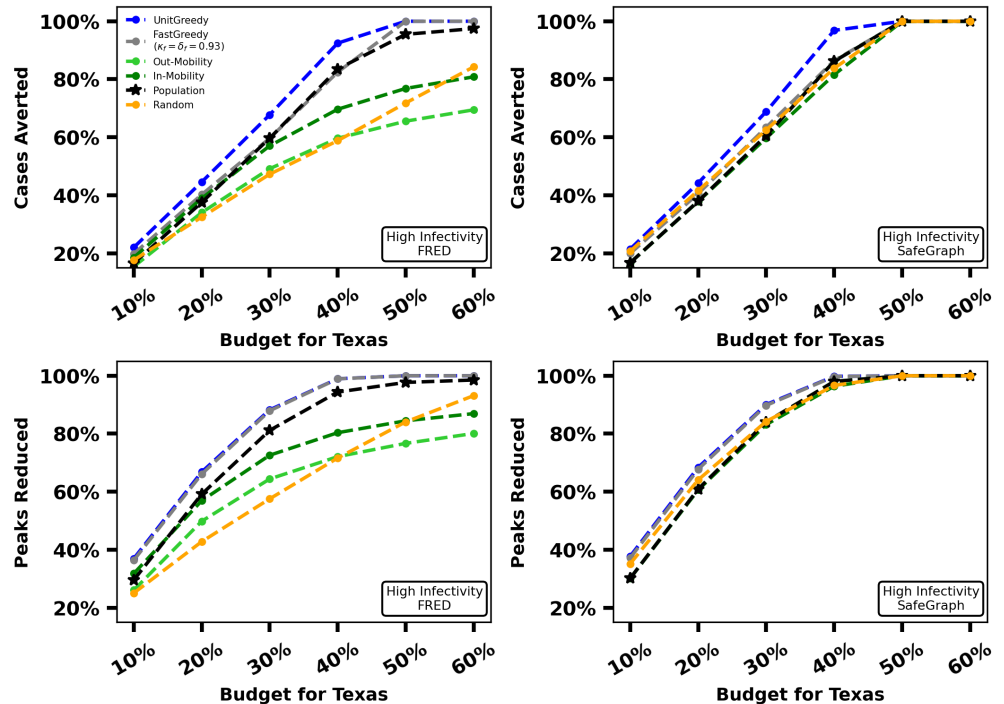 100%
80%
60%
40%
20%
Cases Averted
UnitGreedy
FastGreedy
(κf = δf = 0.93)
Out-Mobility
In-Mobility
Population
Random
High Infectivity
FRED
10%
20%
30%
40%
50%
60%
Budget for Texas
100%
80%
60%
40%
20%
Cases Averted
High Infectivity
SafeGraph
10%
20%
30%
40%
50%
60%
Budget for Texas
100%
80%
60%
40%
20%
Peaks Reduced
High Infectivity
FRED
10%
20%
30%
40%
50%
60%
Budget for Texas
100%
80%
60%
40%
20%
Peaks Reduced
High Infectivity
SafeGraph
10%
20%
30%
40%
50%
60%
Budget for Texas